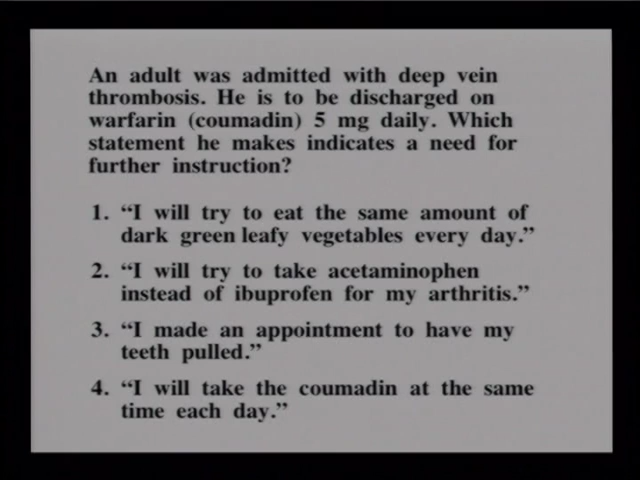 An adult was admitted with deep vein
thrombosis. He is to be discharged on
warfarin (coumadin) 5 mg daily. Which
statement he makes indicates a need for
further instruction?
1. “I will try to eat the same amount of
dark green leafy vegetables every day.”
2. “I will try to take acetaminophen
instead of ibuprofen for my arthritis.”
3. “I made an appointment to have my
teeth pulled.”
4. “I will take the coumadin at the same
time each day.”